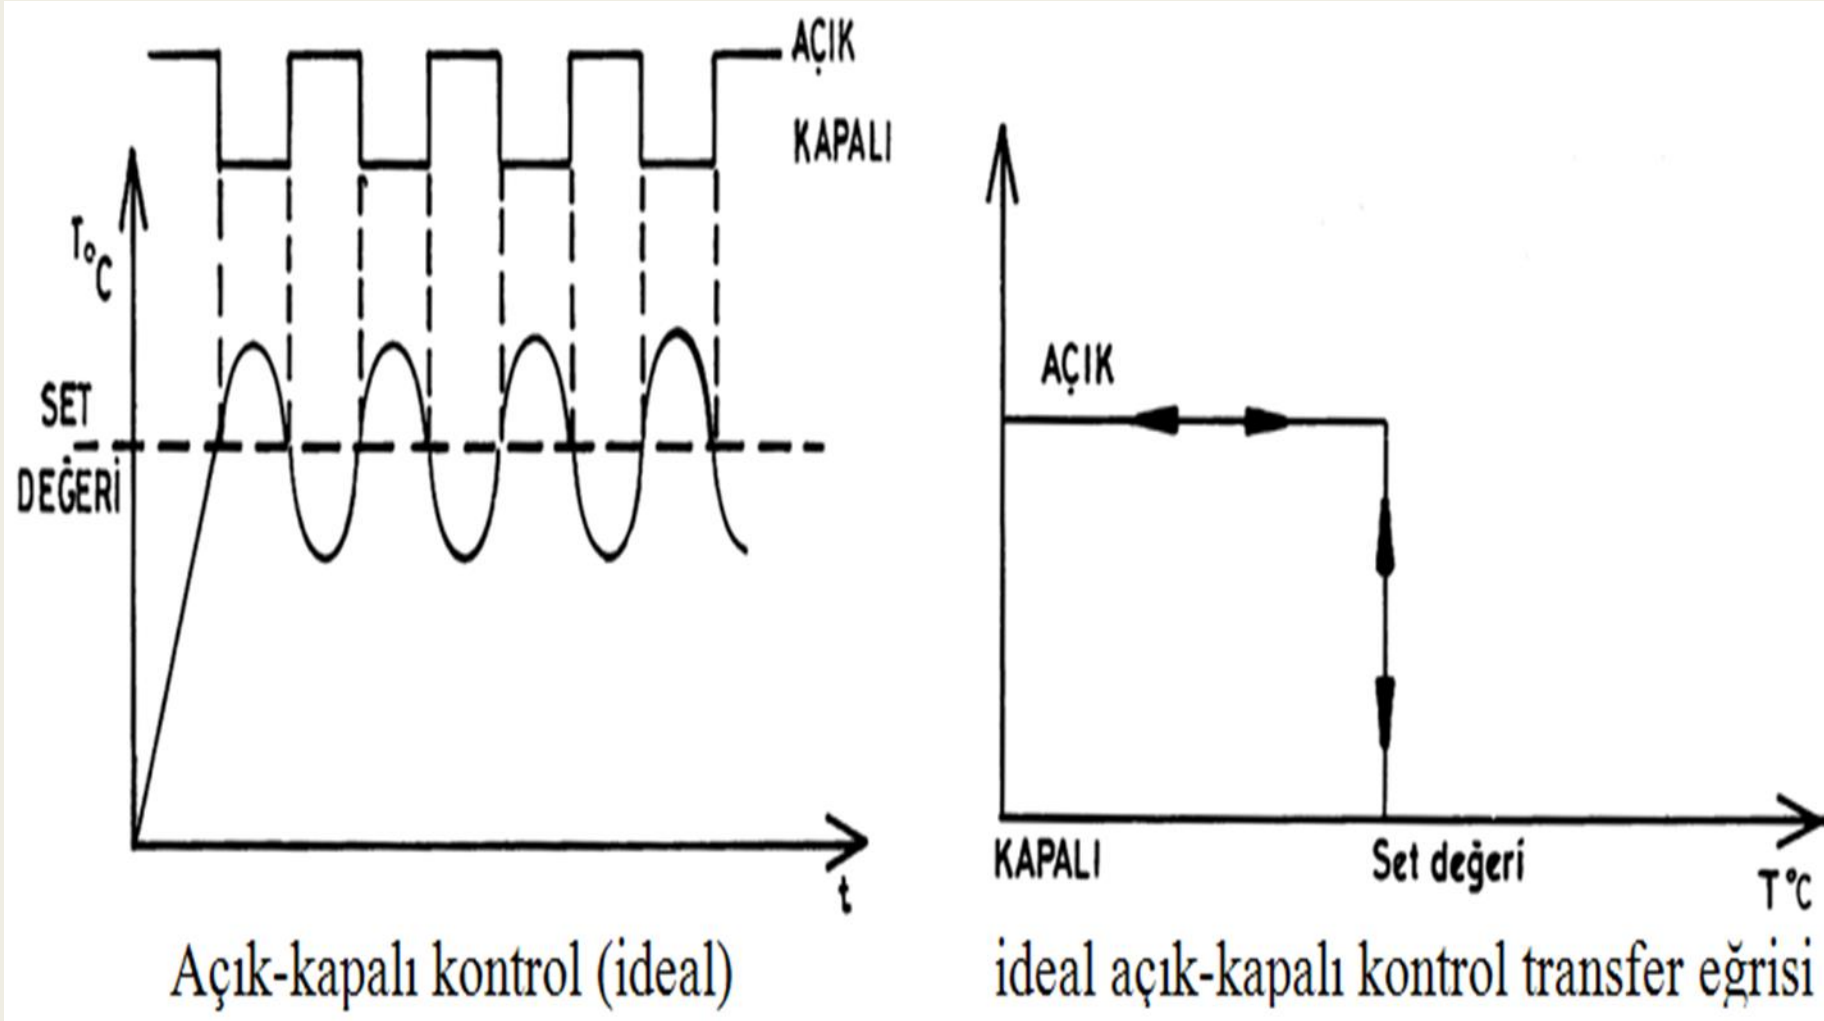 AÇIK
KAPALI
T°C
SET
DEĞERİ
t
Açık-kapalı kontrol (ideal)
AÇIK
KAPALI
Set değeri
T°C
ideal açık-kapalı kontrol transfer eğrisi